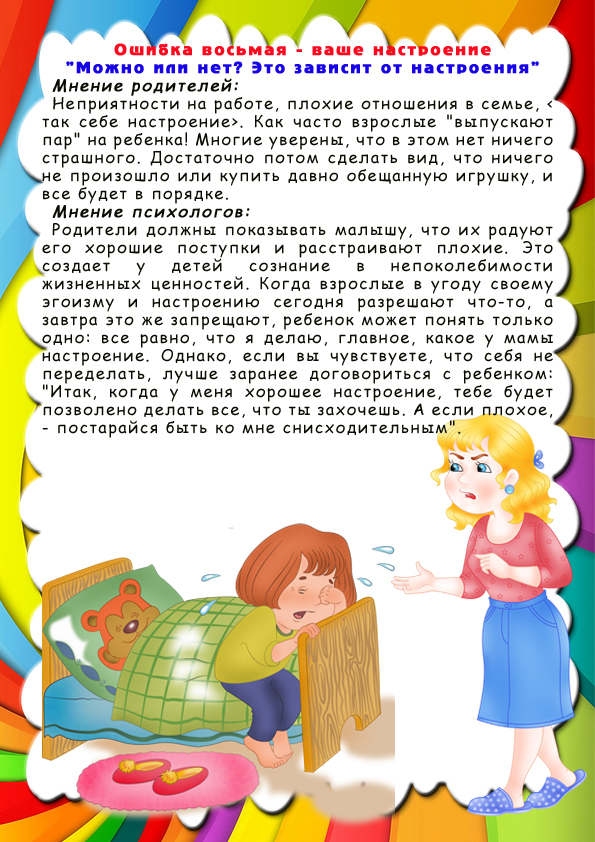 Ошибка восьмая - ваше настроение
"Можно или нет? Это зависит от настроения"
Мнение родителей:
Неприятности на работе, плохие отношения в семье, <
так себе настроение>. Как часто взрослые "выпускают
пар" на ребенка! Многие уверены, что в этом нет ничего
страшного. Достаточно потом сделать вид, что ничего
не произошло или купить давно обещанную игрушку, и
все будет в порядке.
Мнение психологов:
Родители должны показывать малышу, что их радуют
его хорошие поступки и расстраивают плохие. Это
создает у детей сознание в непоколебимости
жизненных ценностей. Когда взрослые в угоду своему
эгоизму и настроению сегодня разрешают что-то, а
завтра это же запрещают, ребенок может понять только
одно: все равно, что я делаю, главное, какое у мамы
настроение. Однако, если вы чувствуете, что себя не
переделать, лучше заранее договориться с ребенком:
"Итак, когда у меня хорошее настроение, тебе будет
позволено делать все, что ты захочешь. А если плохое,
- постарайся быть ко мне снисходительным".